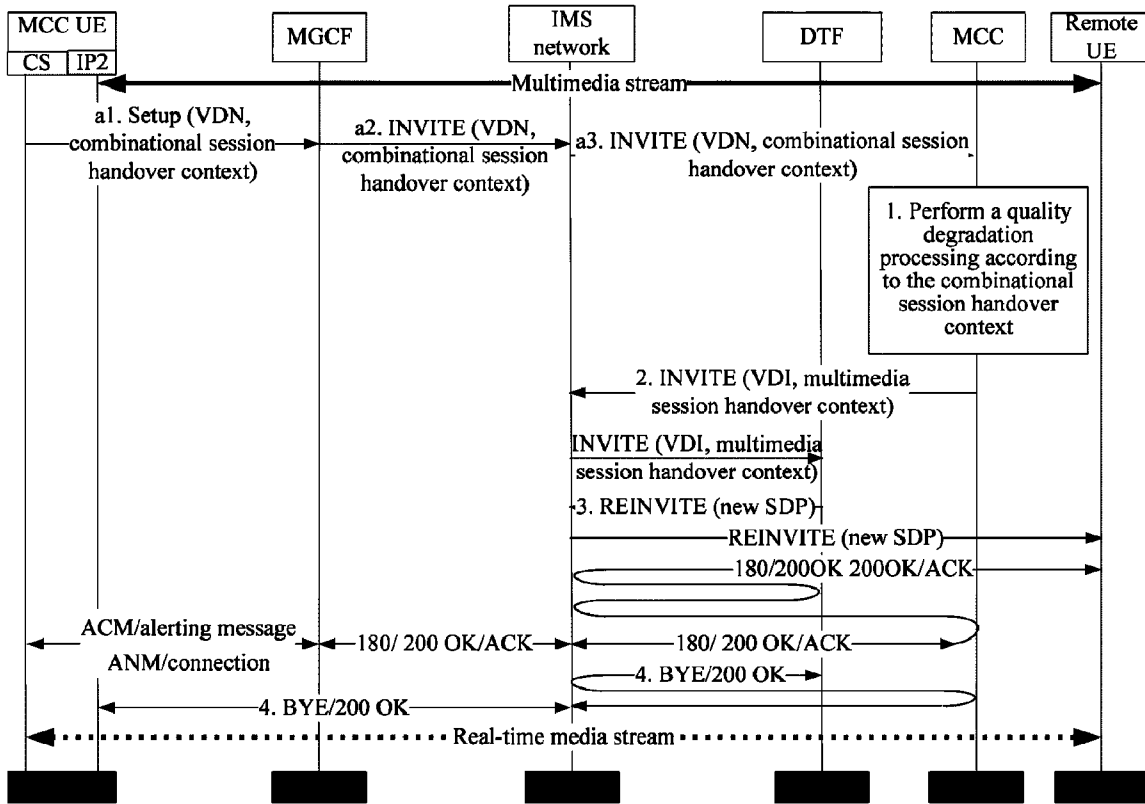 MCC UE
CS
IP2
MGCF
IMS
network
DTF
MCC
Remote
UE
Multimedia stream
a1. Setup (VDN,
combinational session
handover context)
a2. INVITE (VDN,
combinational session
handover context)
a3. INVITE (VDN, combinational session
handover context)
1. Perform a quality
degradation
processing according
to the combinational
session handover
context
2. INVITE (VDI, multimedia
session handover context)
INVITE (VDI, multimedia
session handover context)
3. REINVITE (new SDP)
REINVITE (new SDP)
180/200OK 200OK/ACK
ACM/alerting message
ANM/connection
180/ 200 OK/ACK
180/ 200 OK/ACK
4. BYE/200 OK
4. BYE/200 OK
Real-time media stream